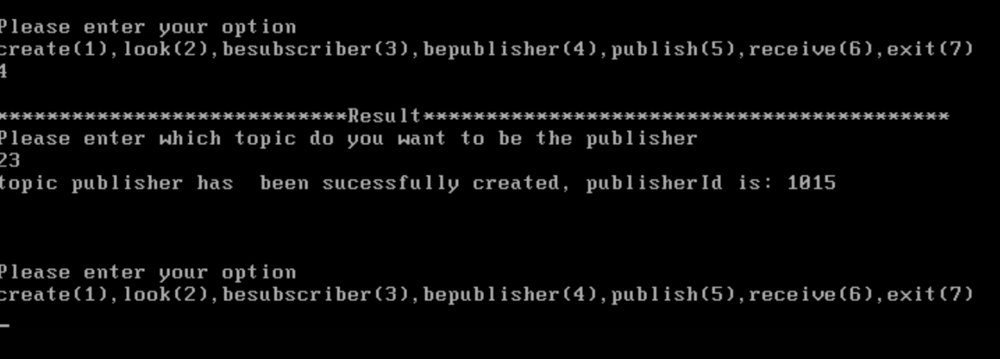 Please enter your option
create(1),look(2),besubscriber(3),bepublisher(4),publish(5),receive(6),exit(7)
4
****************************Result******************************************
Please enter which topic do you want to be the publisher
23
topic publisher has  been sucessfully created, publisherId is: 1015
Please enter your option
create(1),look(2),besubscriber(3),bepublisher(4),publish(5),receive(6),exit(7)
_